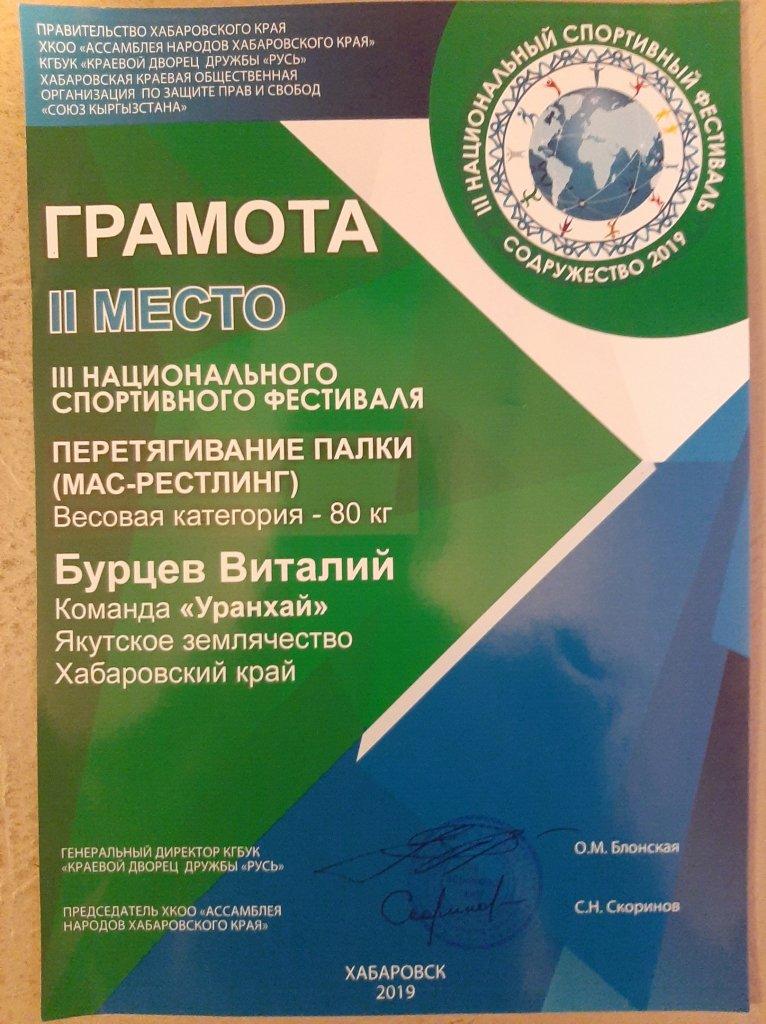 ПРАВИТЕЛЬСТВО ХАБАРОВСКОГО КРАЯ
ХКОО «АССАМБЛЕЯ НАРОДОВ ХАБАРОВСКОГО КРАЯ»
КГБУК «КРАЕВОЙ ДВОРЕЦ ДРУЖБЫ «РУСЬ»
ХАБАРОВСКАЯ КРАЕВАЯ ОБЩЕСТВЕННАЯ
ОРГАНИЗАЦИЯ ПО ЗАЩИТЕ ПРАВ И СВОБОД
«СОЮЗ КЫРГЫЗСТАНА»
III НАЦИОНАЛЬНЫЙ СПОРТИВНЫЙ ФЕСТИВАЛЬ
СОДРУЖЕСТВО 2019
ГРАМОТА
II МЕСТО
III НАЦИОНАЛЬНОГО
СПОРТИВНОГО ФЕСТИВАЛЯ
ПЕРЕТЯГИВАНИЕ ПАЛКИ
(МАС-РЕСТЛИНГ)
Весовая категория - 80 кг
Бурцев Виталий
Команда «Уранхай»
Якутское землячество
Хабаровский край
ГЕНЕРАЛЬНЫЙ ДИРЕКТОР КГБУК
«КРАЕВОЙ ДВОРЕЦ ДРУЖБЫ «РУСЬ»
О.М. Блонская
ПРЕДСЕДАТЕЛЬ ХКОО «АССАМБЛЕЯ
НАРОДОВ ХАБАРОВСКОГО КРАЯ»
С.Н. Скоринов
ХАБАРОВСК
2019